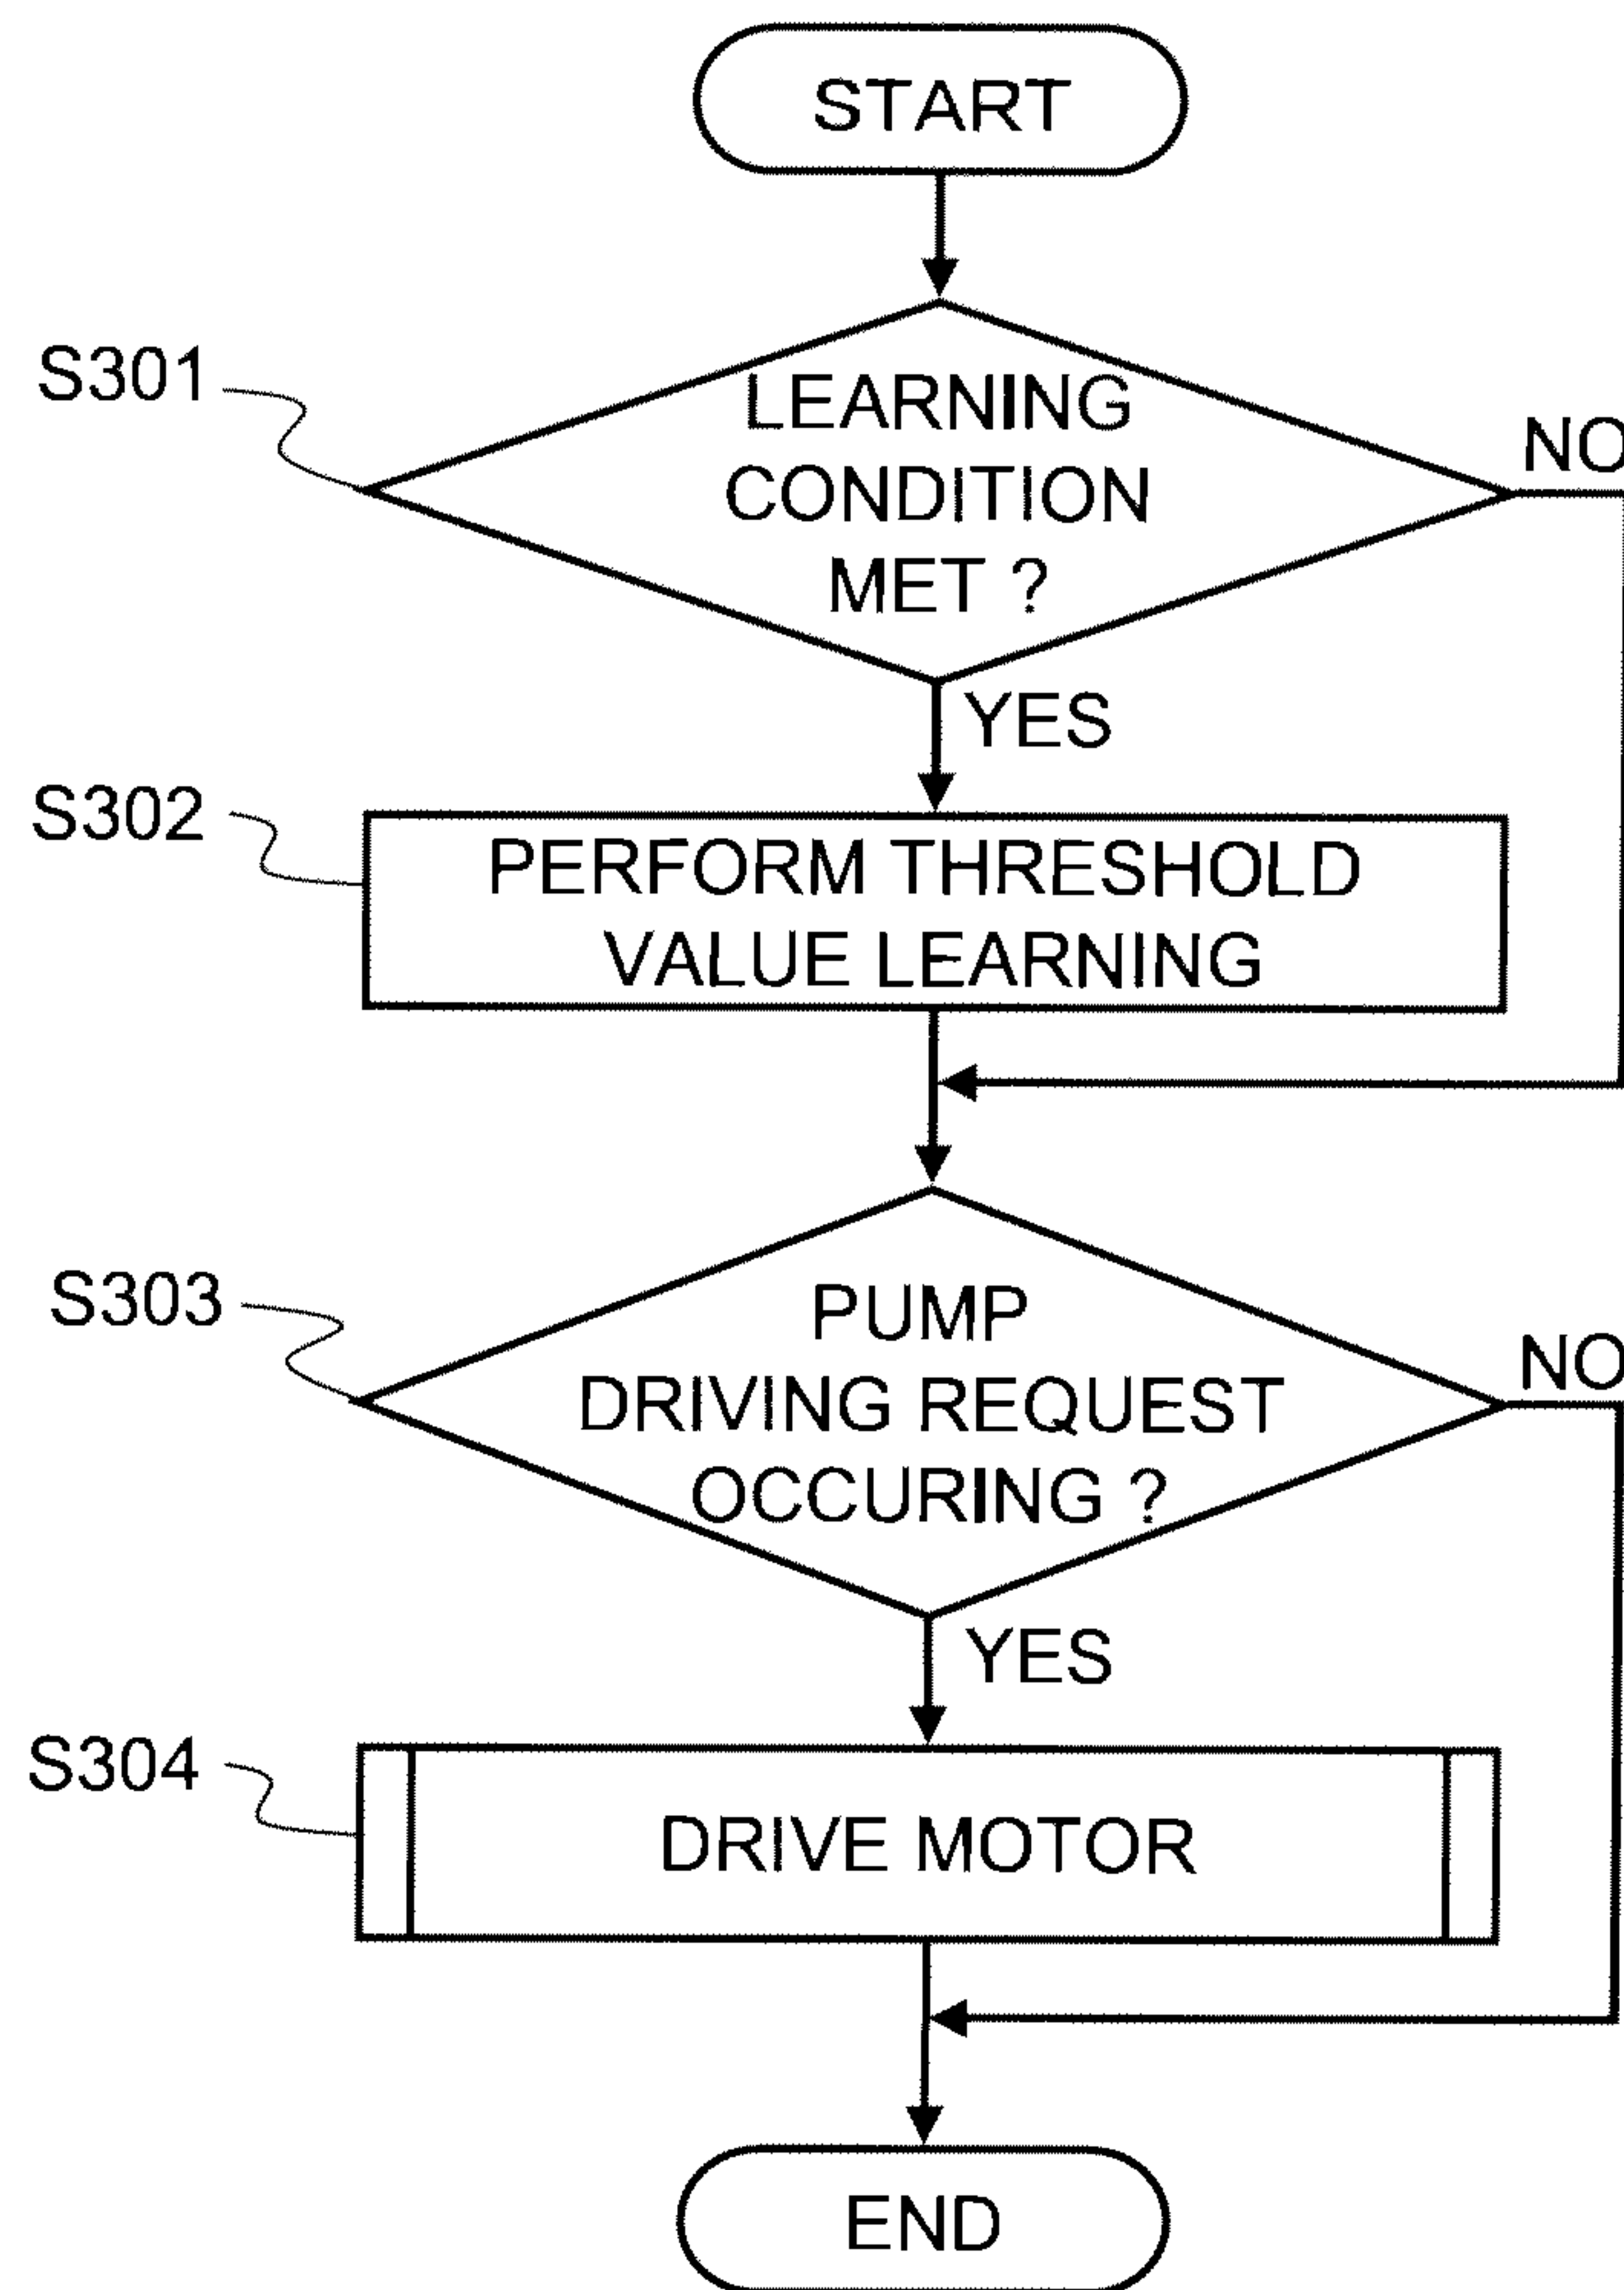 START
S301
LEARNING
CONDITION
MET ?
NO
YES
S302
PERFORM THRESHOLD
VALUE LEARNING
S303
PUMP
DRIVING REQUEST
OCCURING ?
NO
YES
S304
DRIVE MOTOR
END